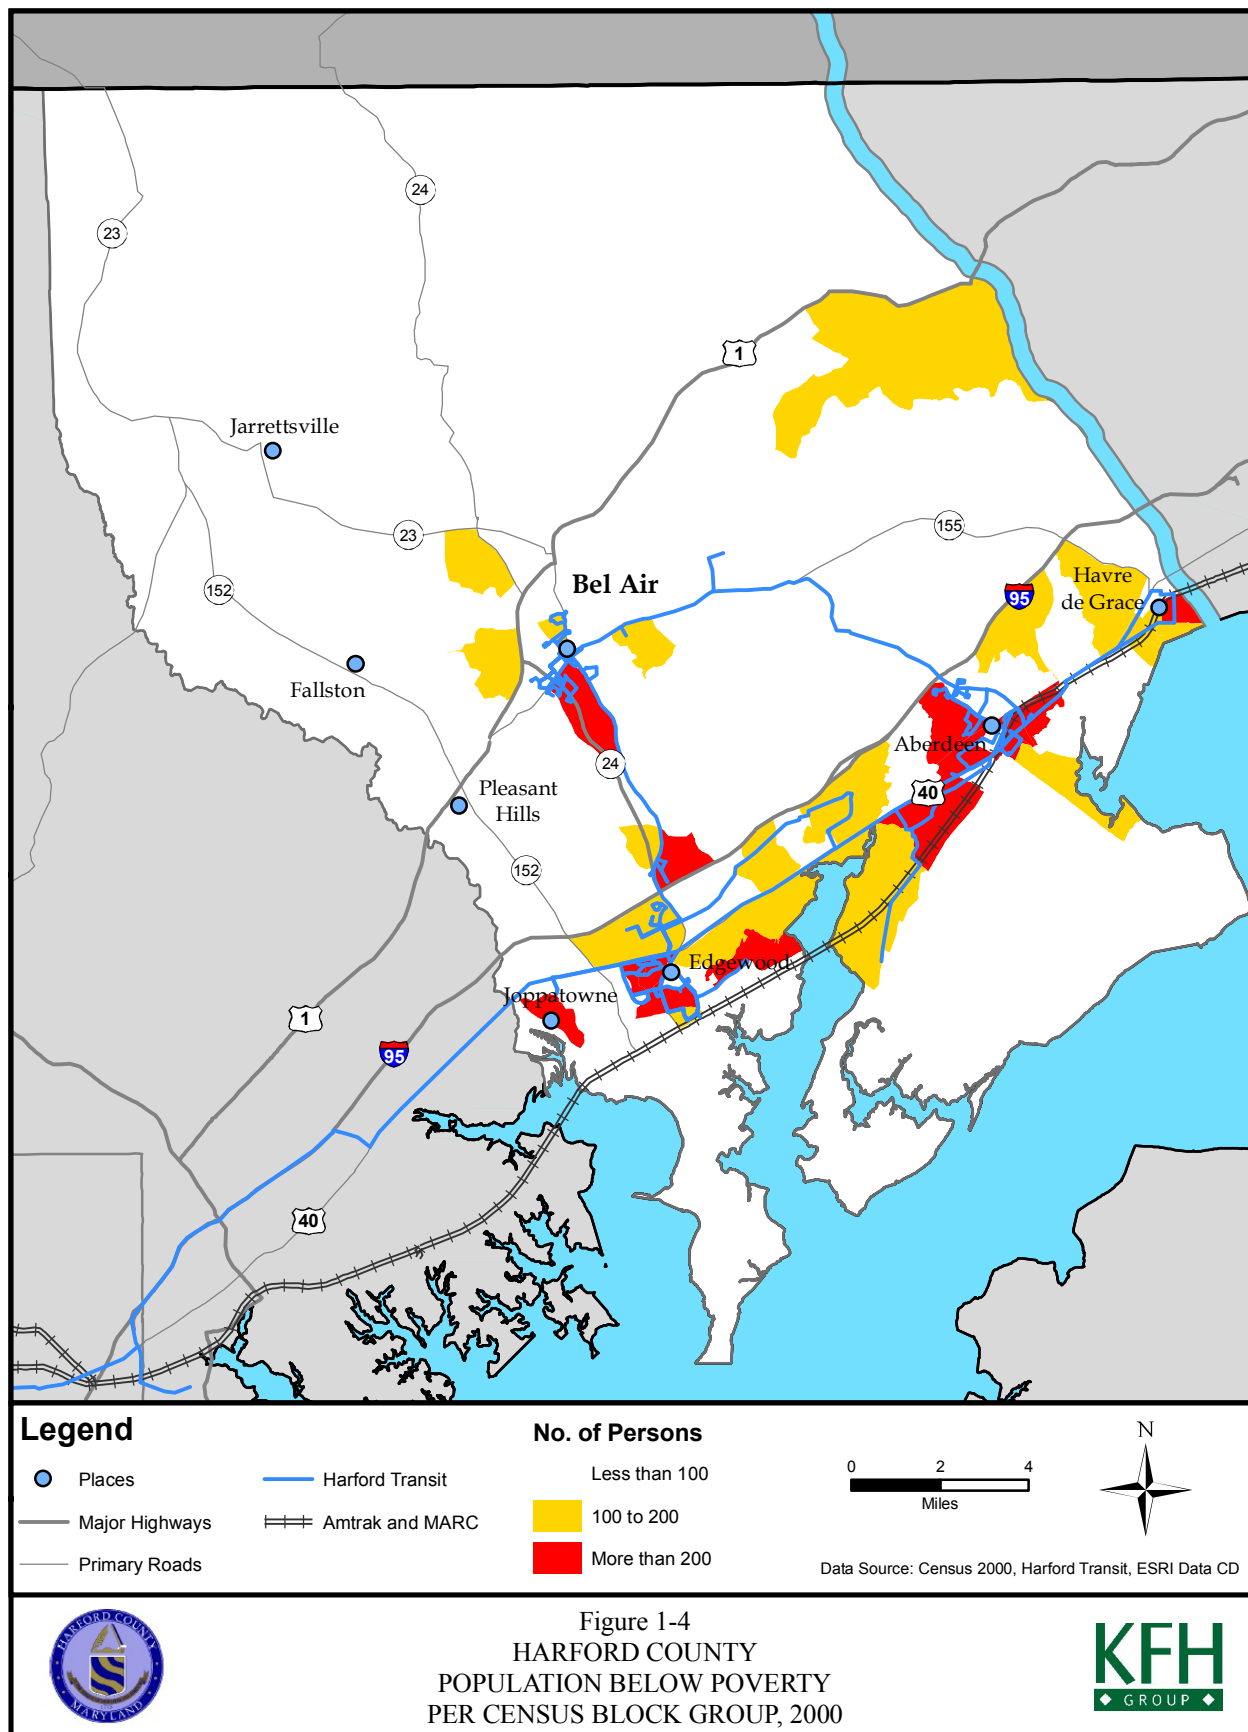 24
23
1
Jarrettsville
23
155
152
Bel Air
95
Havre
de Grace
Fallston
Aberdeen
24
40
Pleasant
Hills
152
Edgewood
Joppatowne
1
95
40
Legend
Places
Major Highways
Primary Roads
Harford Transit
Amtrak and MARC
No. of Persons
Less than 100
100 to 200
More than 200
0 2 4
Miles
N
Data Source: Census 2000, Harford Transit, ESRI Data CD
HARFORD COUNTY
MARYLAND
Figure 1-4
HARFORD COUNTY
POPULATION BELOW POVERTY
PER CENSUS BLOCK GROUP, 2000
KFH
GROUP